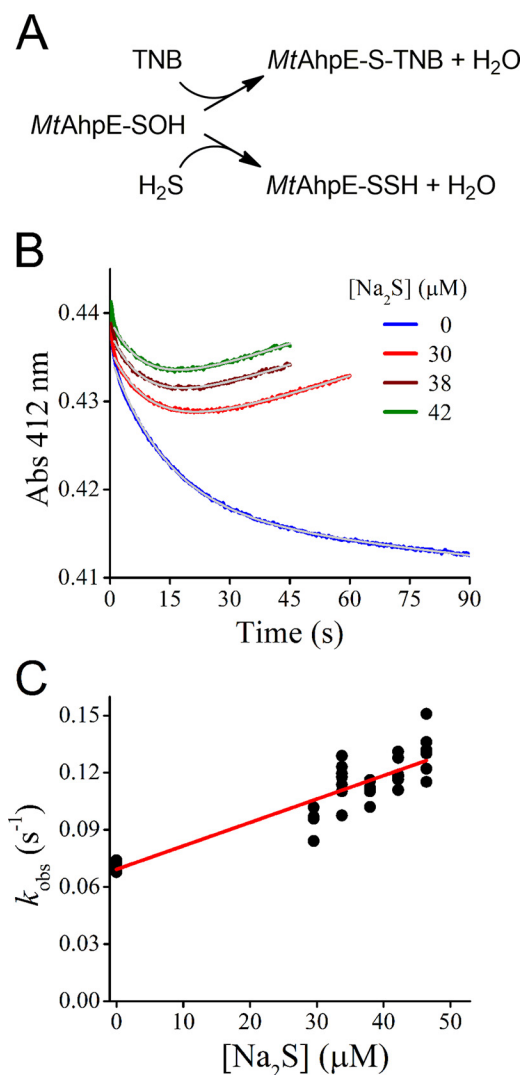 A
TNB
MtAhpE-S-TNB + H₂O
MtAhpE-SOH
H₂S
MtAhpE-SSH + H₂O
B
[Na₂S] (μM)
0
30
38
42
0.44
0.43
0.42
0.41
Abs 412 nm
0 15 30 45 60 75 90
Time (s)
C
0.15
0.12
0.09
0.06
0.03
0.00
kobs (s⁻¹)
0 10 20 30 40 50
[Na₂S] (μM)